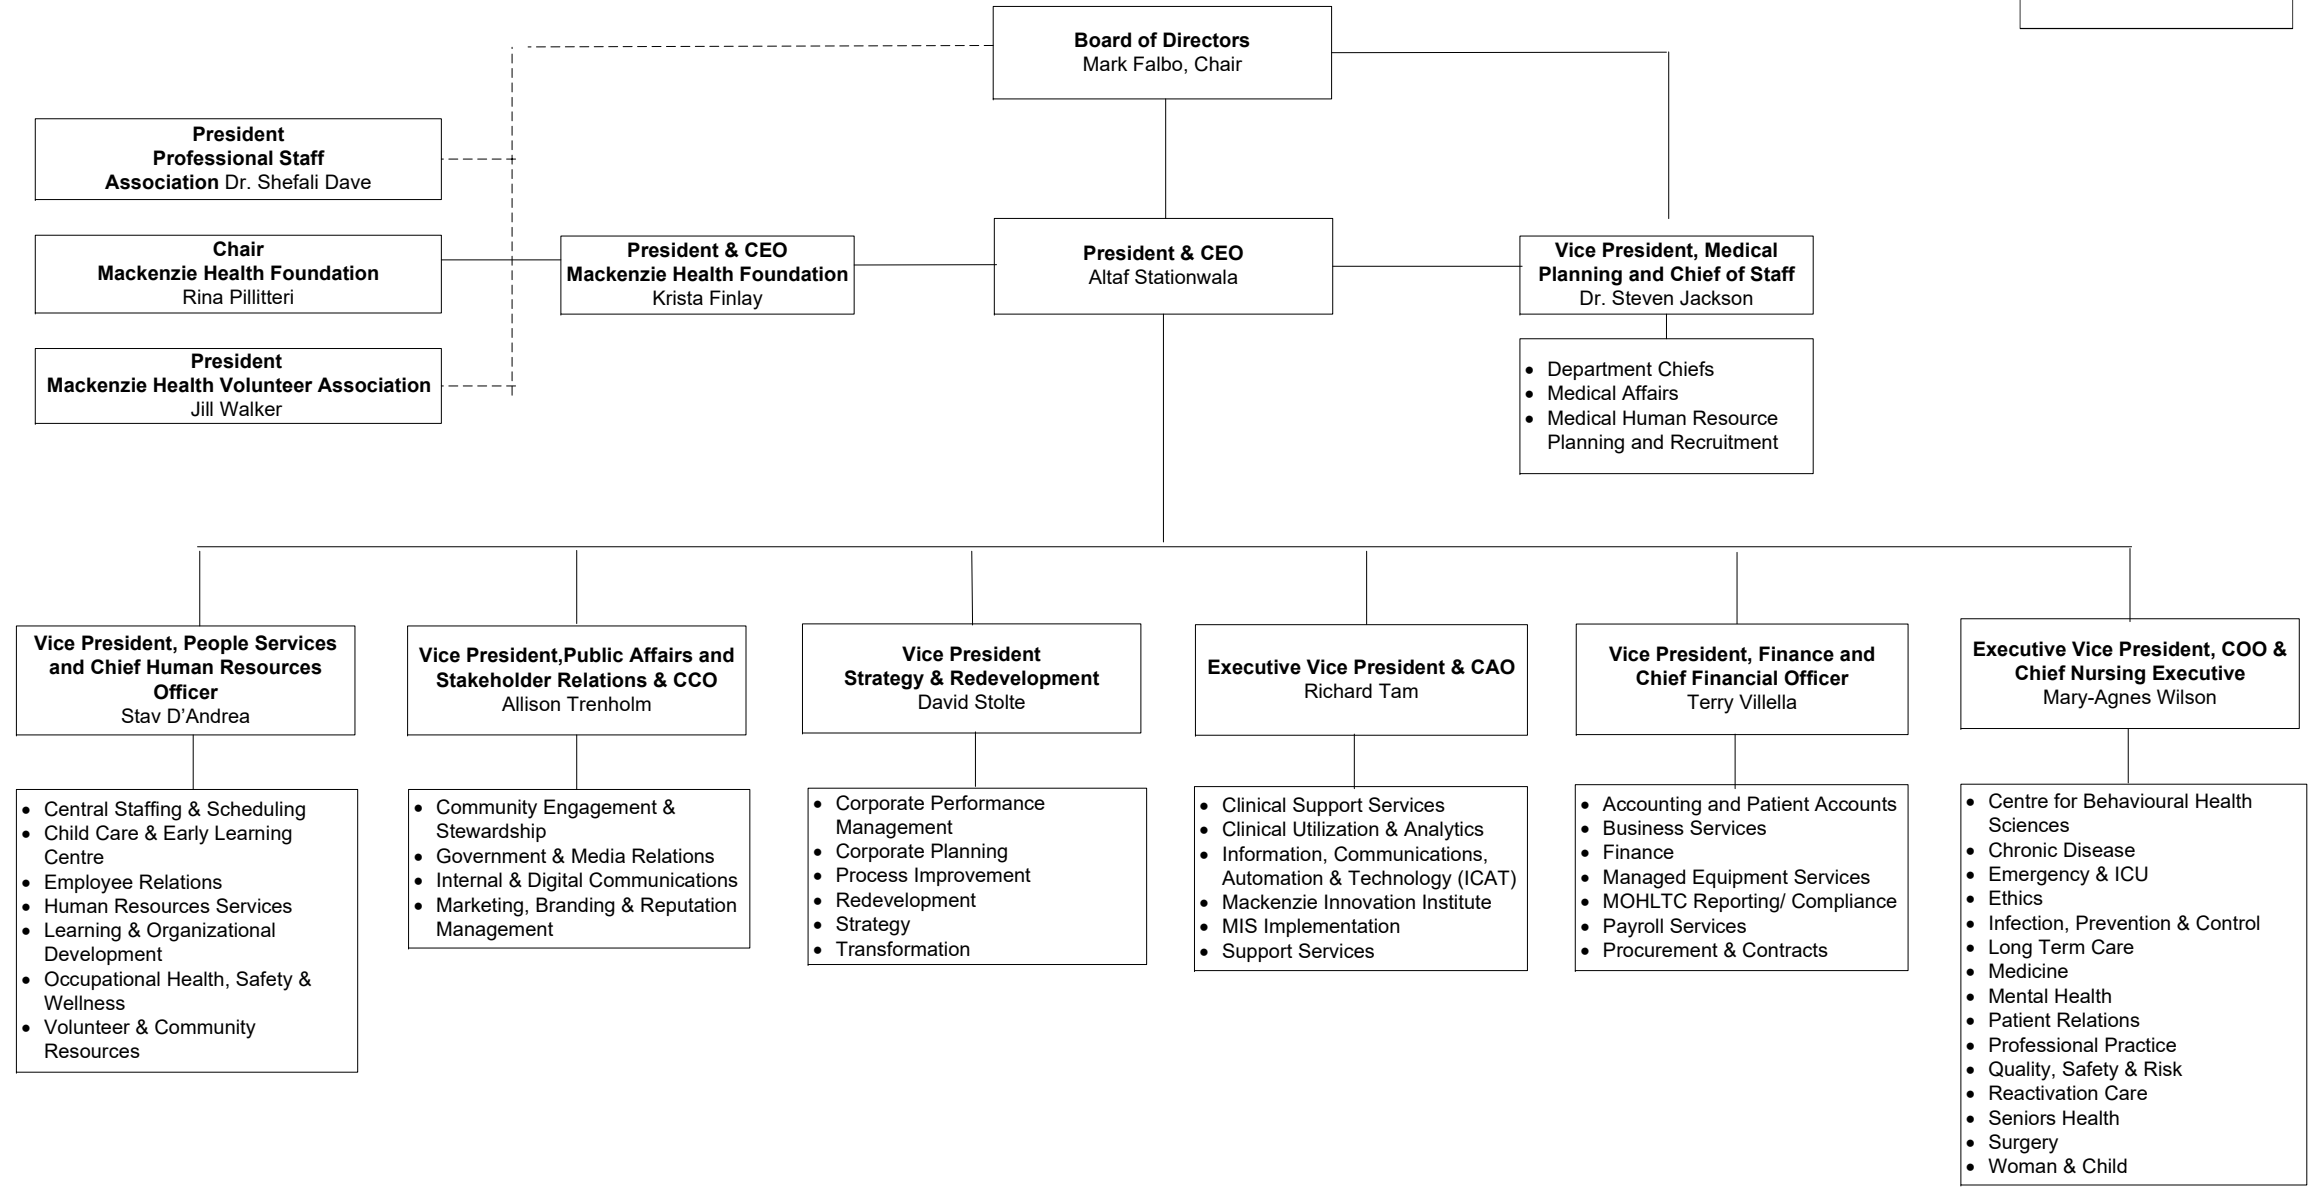 Board of Directors
Mark Falbo, Chair
President
Professional Staff
Association Dr. Shefali Dave
Chair
Mackenzie Health Foundation
Rina Pillitteri
President
Mackenzie Health Volunteer Association
Jill Walker
President & CEO
Mackenzie Health Foundation
Krista Finlay
President & CEO
Altaf Stationwala
Vice President, Medical
Planning and Chief of Staff
Dr. Steven Jackson
• Department Chiefs
• Medical Affairs
• Medical Human Resource
Planning and Recruitment
Vice President, People Services
and Chief Human Resources
Officer
Stav D’Andrea
• Central Staffing & Scheduling
• Child Care & Early Learning
Centre
• Employee Relations
• Human Resources Services
• Learning & Organizational
Development
• Occupational Health, Safety &
Wellness
• Volunteer & Community
Resources
Vice President,Public Affairs and
Stakeholder Relations & CCO
Allison Trenholm
• Community Engagement &
Stewardship
• Government & Media Relations
• Internal & Digital Communications
• Marketing, Branding & Reputation
Management
Vice President
Strategy & Redevelopment
David Stolte
• Corporate Performance
Management
• Corporate Planning
• Process Improvement
• Redevelopment
• Strategy
• Transformation
Executive Vice President & CAO
Richard Tam
• Clinical Support Services
• Clinical Utilization & Analytics
• Information, Communications,
Automation & Technology (ICAT)
• Mackenzie Innovation Institute
• MIS Implementation
• Support Services
Vice President, Finance and
Chief Financial Officer
Terry Villella
• Accounting and Patient Accounts
• Business Services
• Finance
• Managed Equipment Services
• MOHLTC Reporting/ Compliance
• Payroll Services
• Procurement & Contracts
Executive Vice President, COO &
Chief Nursing Executive
Mary-Agnes Wilson
• Centre for Behavioural Health
Sciences
• Chronic Disease
• Emergency & ICU
• Ethics
• Infection, Prevention & Control
• Long Term Care
• Medicine
• Mental Health
• Patient Relations
• Professional Practice
• Quality, Safety & Risk
• Reactivation Care
• Seniors Health
• Surgery
• Woman & Child